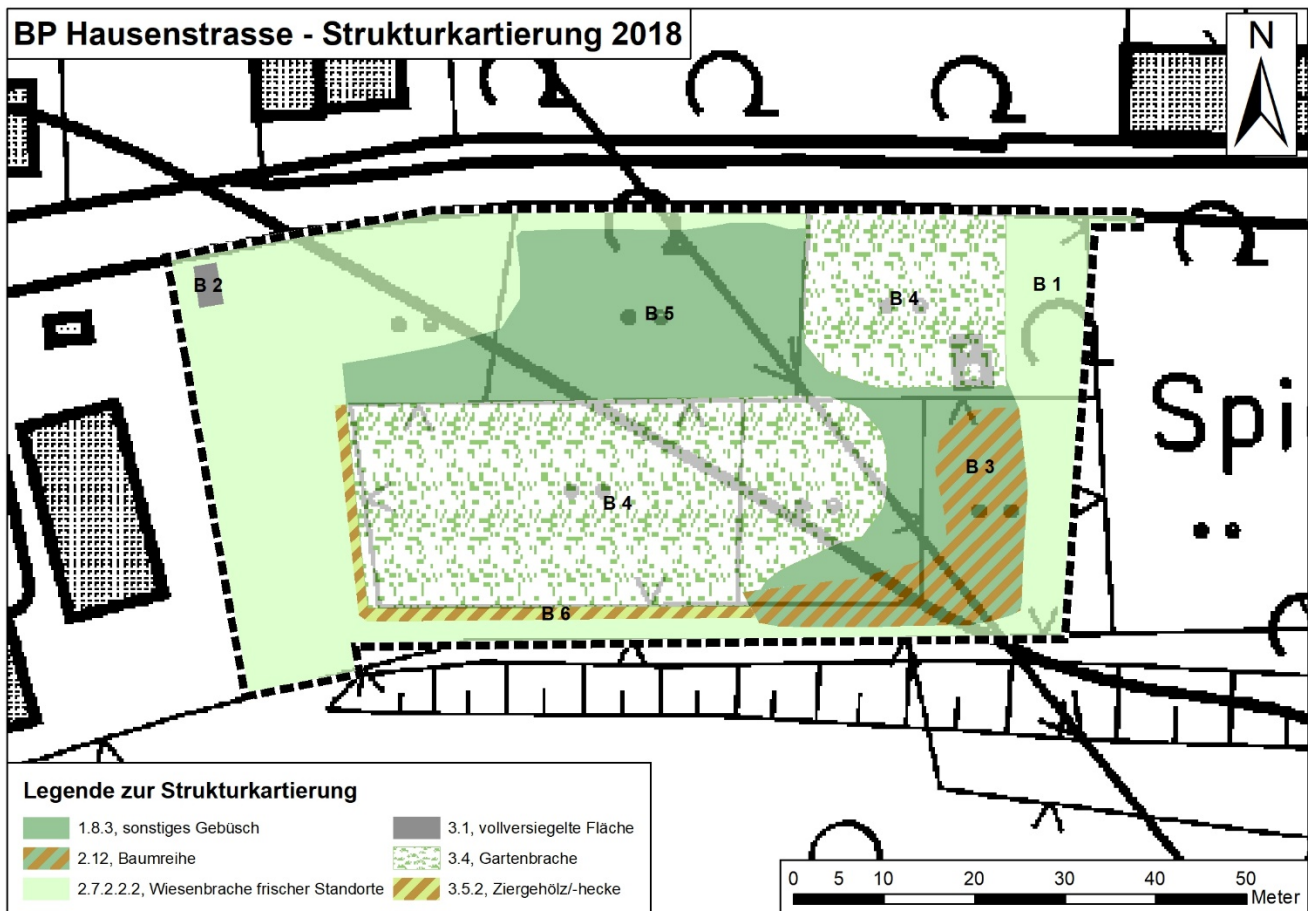 BP Hausenstrasse - Strukturkartierung 2018
N
B 2
B 5
B 4
B 1
Spi
B 3
B 4
B 6
Legende zur Strukturkartierung
1.8.3, sonstiges Gebüsch
3.1, vollversiegelte Fläche
2.12, Baumreihe
3.4, Gartenbrache
2.7.2.2.2, Wiesenbrache frischer Standorte
3.5.2, Ziergehölz/-hecke
0 5 10 20 30 40 50
Meter